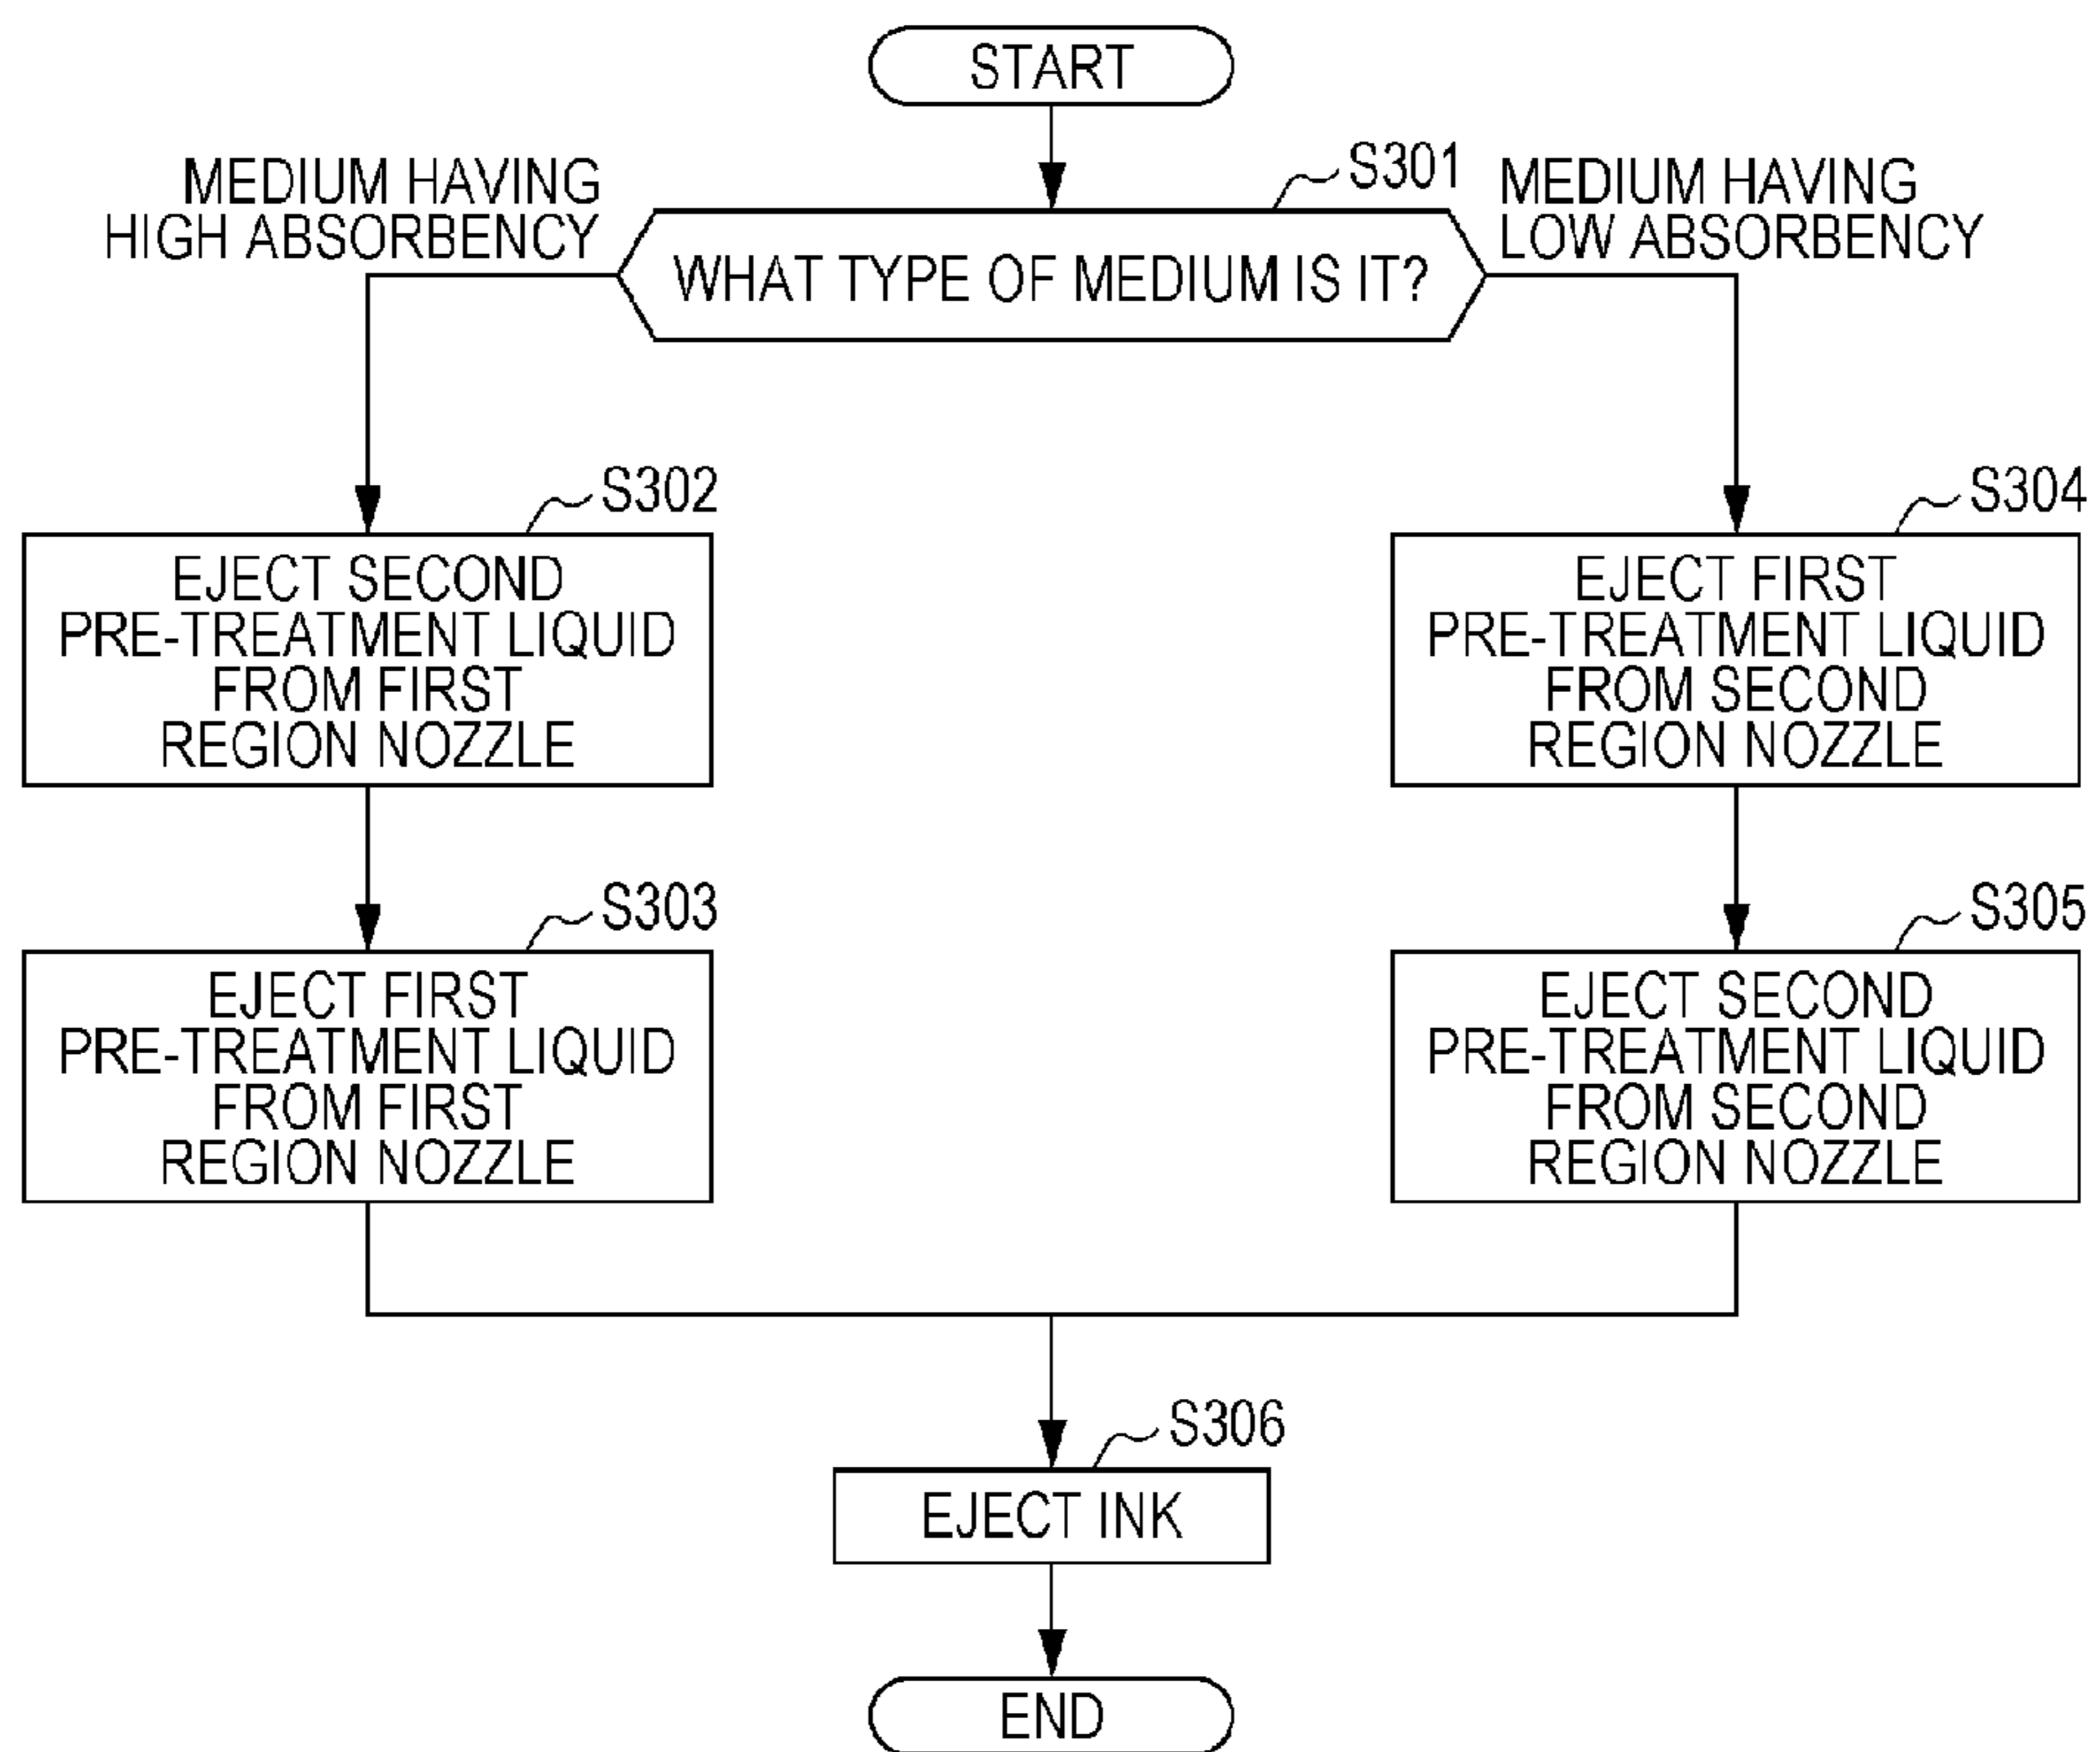 START
S301
MEDIUM HAVING
HIGH ABSORBENCY
MEDIUM HAVING
LOW ABSORBENCY
WHAT TYPE OF MEDIUM IS IT?
S302
EJECT SECOND
PRE-TREATMENT LIQUID
FROM FIRST
REGION NOZZLE
S304
EJECT FIRST
PRE-TREATMENT LIQUID
FROM SECOND
REGION NOZZLE
S303
EJECT FIRST
PRE-TREATMENT LIQUID
FROM FIRST
REGION NOZZLE
S305
EJECT SECOND
PRE-TREATMENT LIQUID
FROM SECOND
REGION NOZZLE
S306
EJECT INK
END